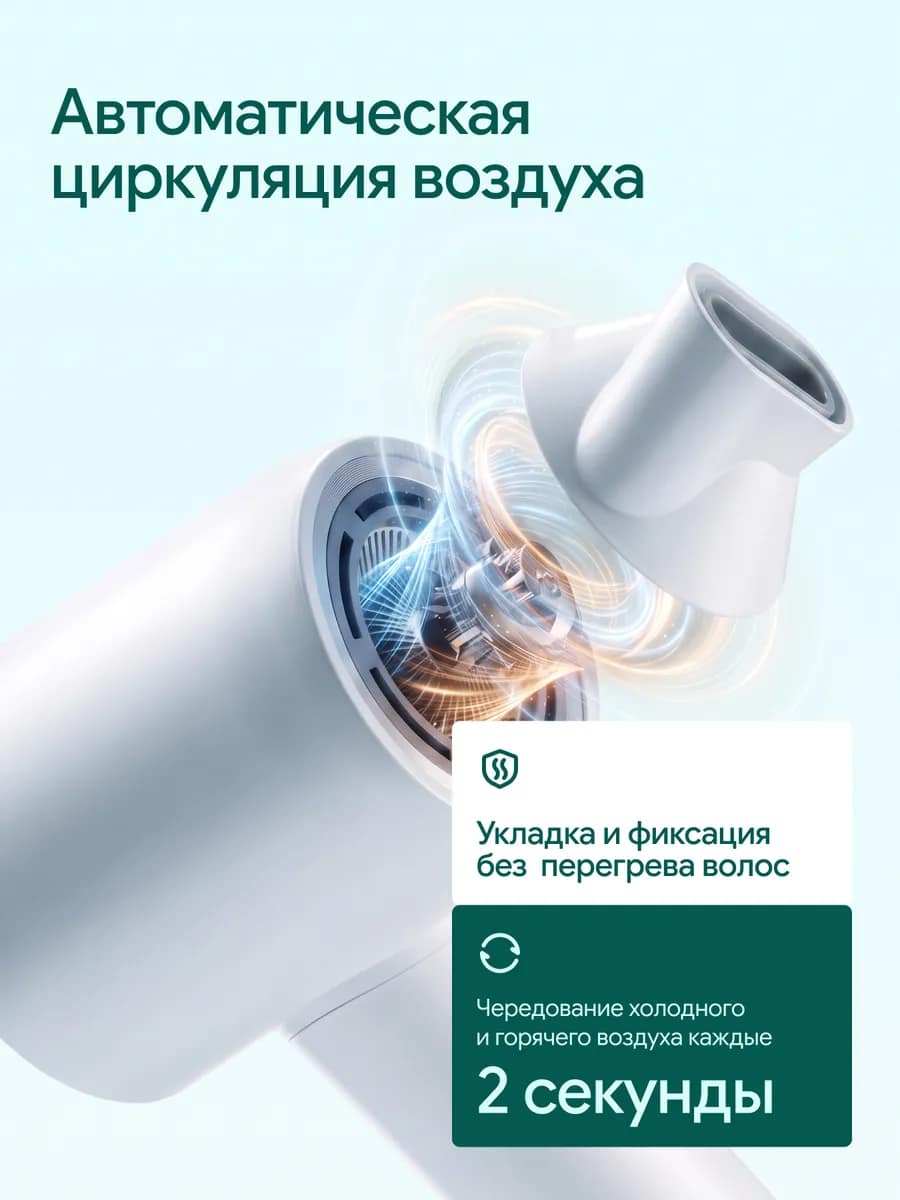 Автоматическая
циркуляция воздуха
Укладка и фиксация
без перегрева волос
Чередование холодного
и горячего воздуха каждые
2 секунды